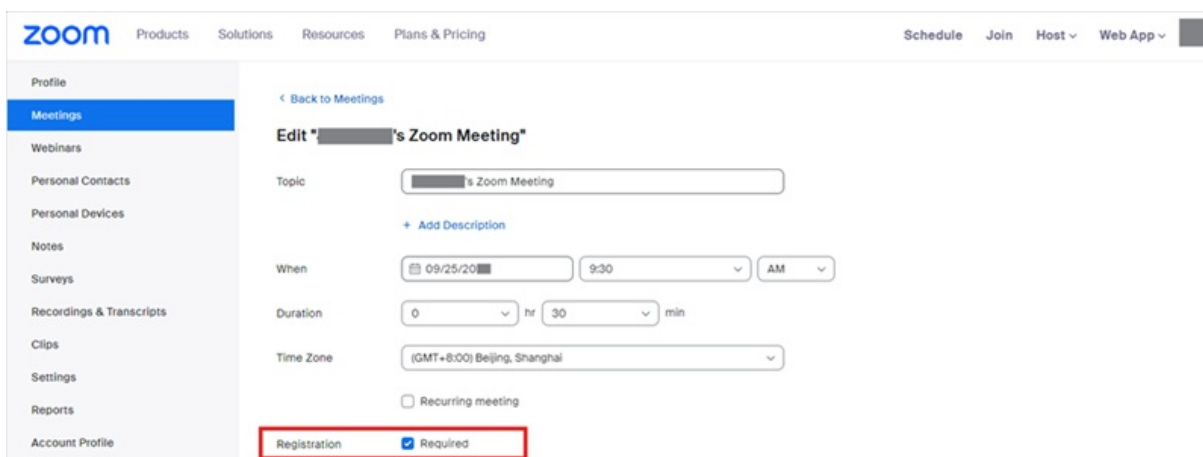 zoom Products Solutions Resources Plans & Pricing Schedule Join Host Web App
Profile
Meetings
Webinars
Personal Contacts
Personal Devices
Notes
Surveys
Recordings & Transcripts
Clips
Settings
Reports
Account Profile
< Back to Meetings
Edit " 's Zoom Meeting"
Topic 's Zoom Meeting
+ Add Description
When 09/25/20 9:30 AM
Duration 0 hr 30 min
Time Zone (GMT+8:00) Beijing, Shanghai
Recurring meeting
Registration Required